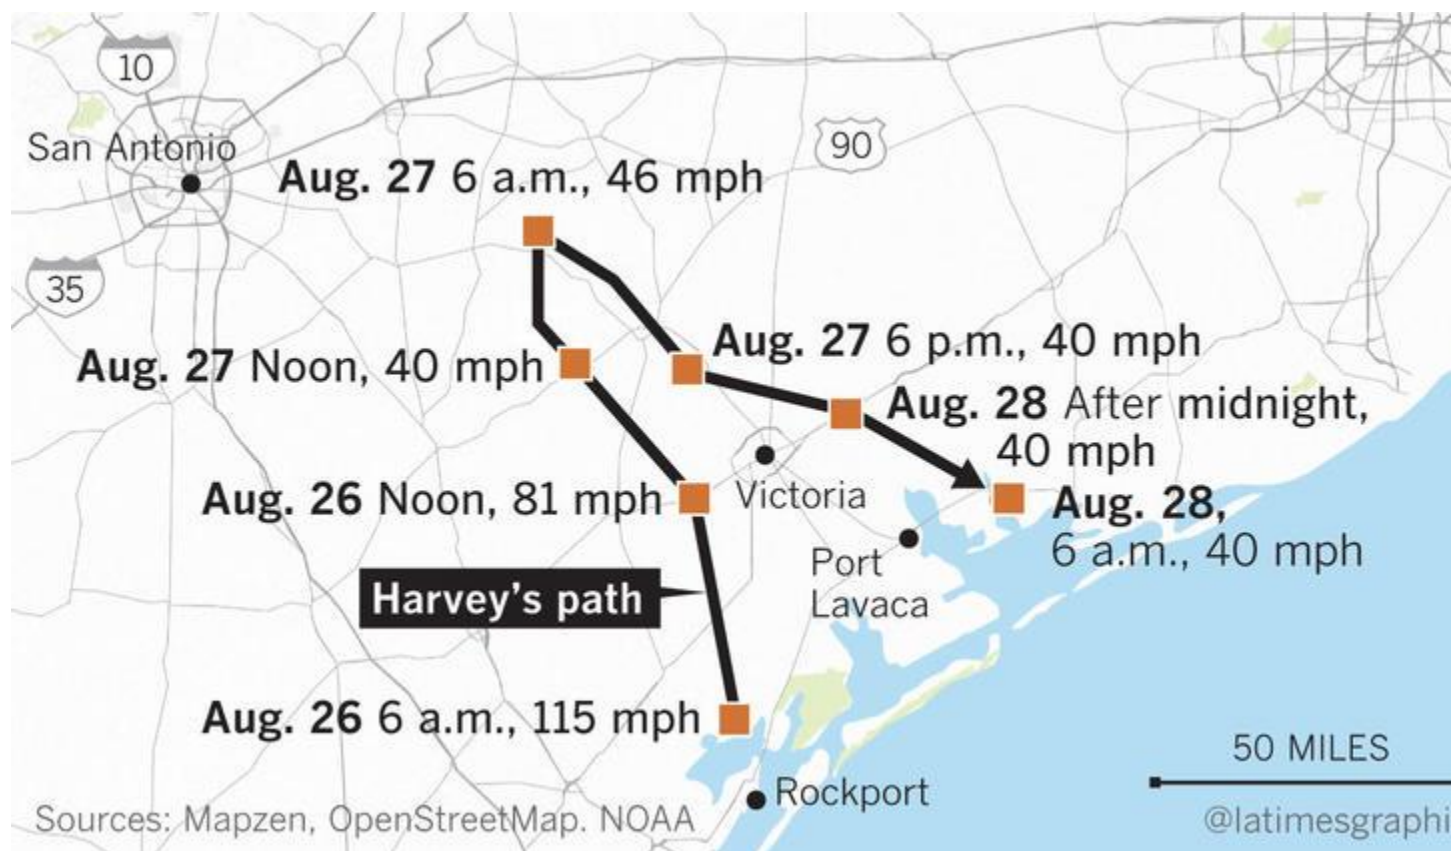 10
San Antonio
90
Aug. 27 6 a.m., 46 mph
35
Aug. 27 6 p.m., 40 mph
Aug. 27 Noon, 40 mph
Aug. 28 After midnight,
40 mph
Aug. 26 Noon, 81 mph
Victoria
Aug. 28,
6 a.m., 40 mph
Port
Lavaca
Harvey's path
Aug. 26 6 a.m., 115 mph
50 MILES
Rockport
Sources: Mapzen, OpenStreetMap. NOAA
@latimesgraphi